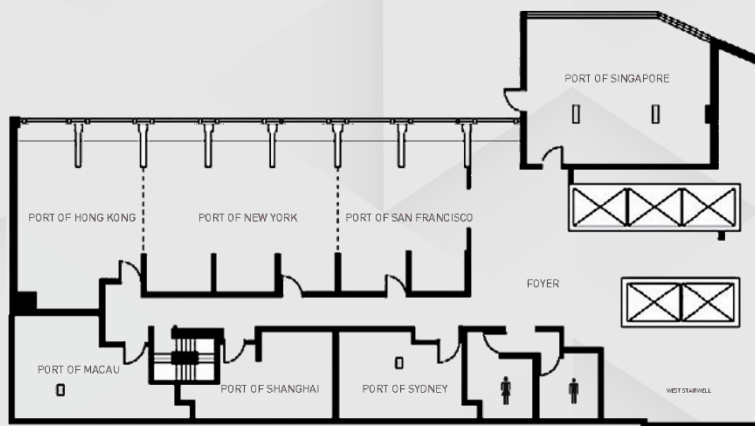 PORT OF SINGAPORE
PORT OF HONG KONG
PORT OF NEW YORK
PORT OF SAN FRANCISCO
FOYER
PORT OF MACAU
PORT OF SHANGHAI
PORT OF SYDNEY
WEST STAIRWELL